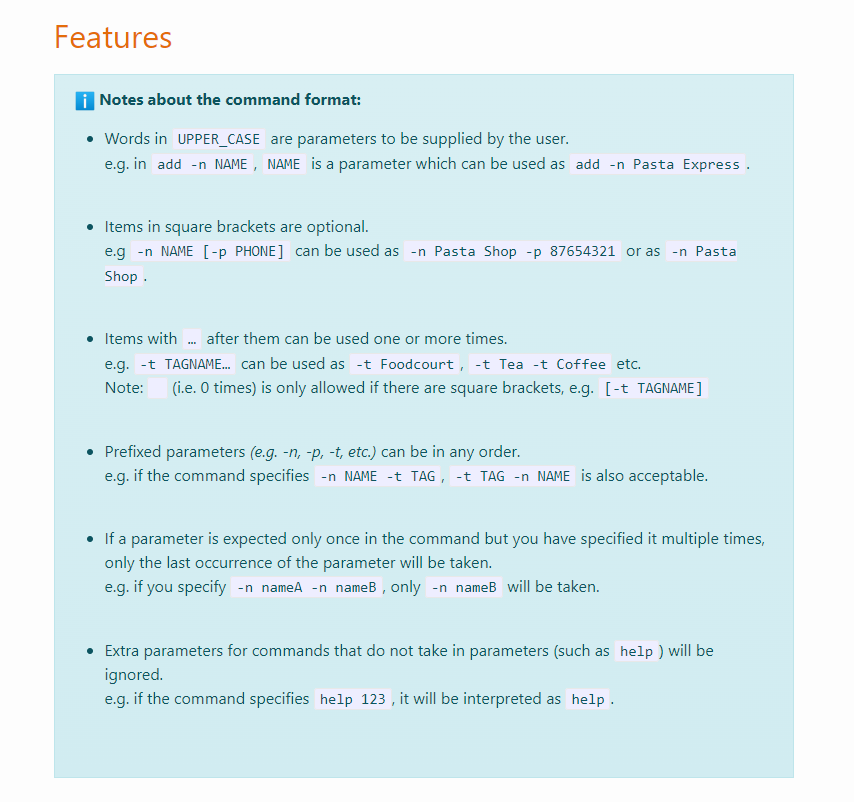 Features
ℹ Notes about the command format:
• Words in UPPER_CASE are parameters to be supplied by the user.
e.g. in add -n NAME , NAME is a parameter which can be used as add -n Pasta Express .
• Items in square brackets are optional.
e.g -n NAME [-p PHONE] can be used as -n Pasta Shop -p 87654321 or as -n Pasta
Shop .
• Items with … after them can be used one or more times.
e.g. -t TAGNAME… can be used as -t Foodcourt , -t Tea -t Coffee etc.
Note:   (i.e. 0 times) is only allowed if there are square brackets, e.g. [-t TAGNAME]
• Prefixed parameters (e.g. -n, -p, -t, etc.) can be in any order.
e.g. if the command specifies -n NAME -t TAG , -t TAG -n NAME is also acceptable.
• If a parameter is expected only once in the command but you have specified it multiple times,
only the last occurrence of the parameter will be taken.
e.g. if you specify -n nameA -n nameB , only -n nameB will be taken.
• Extra parameters for commands that do not take in parameters (such as help ) will be
ignored.
e.g. if the command specifies help 123 , it will be interpreted as help .